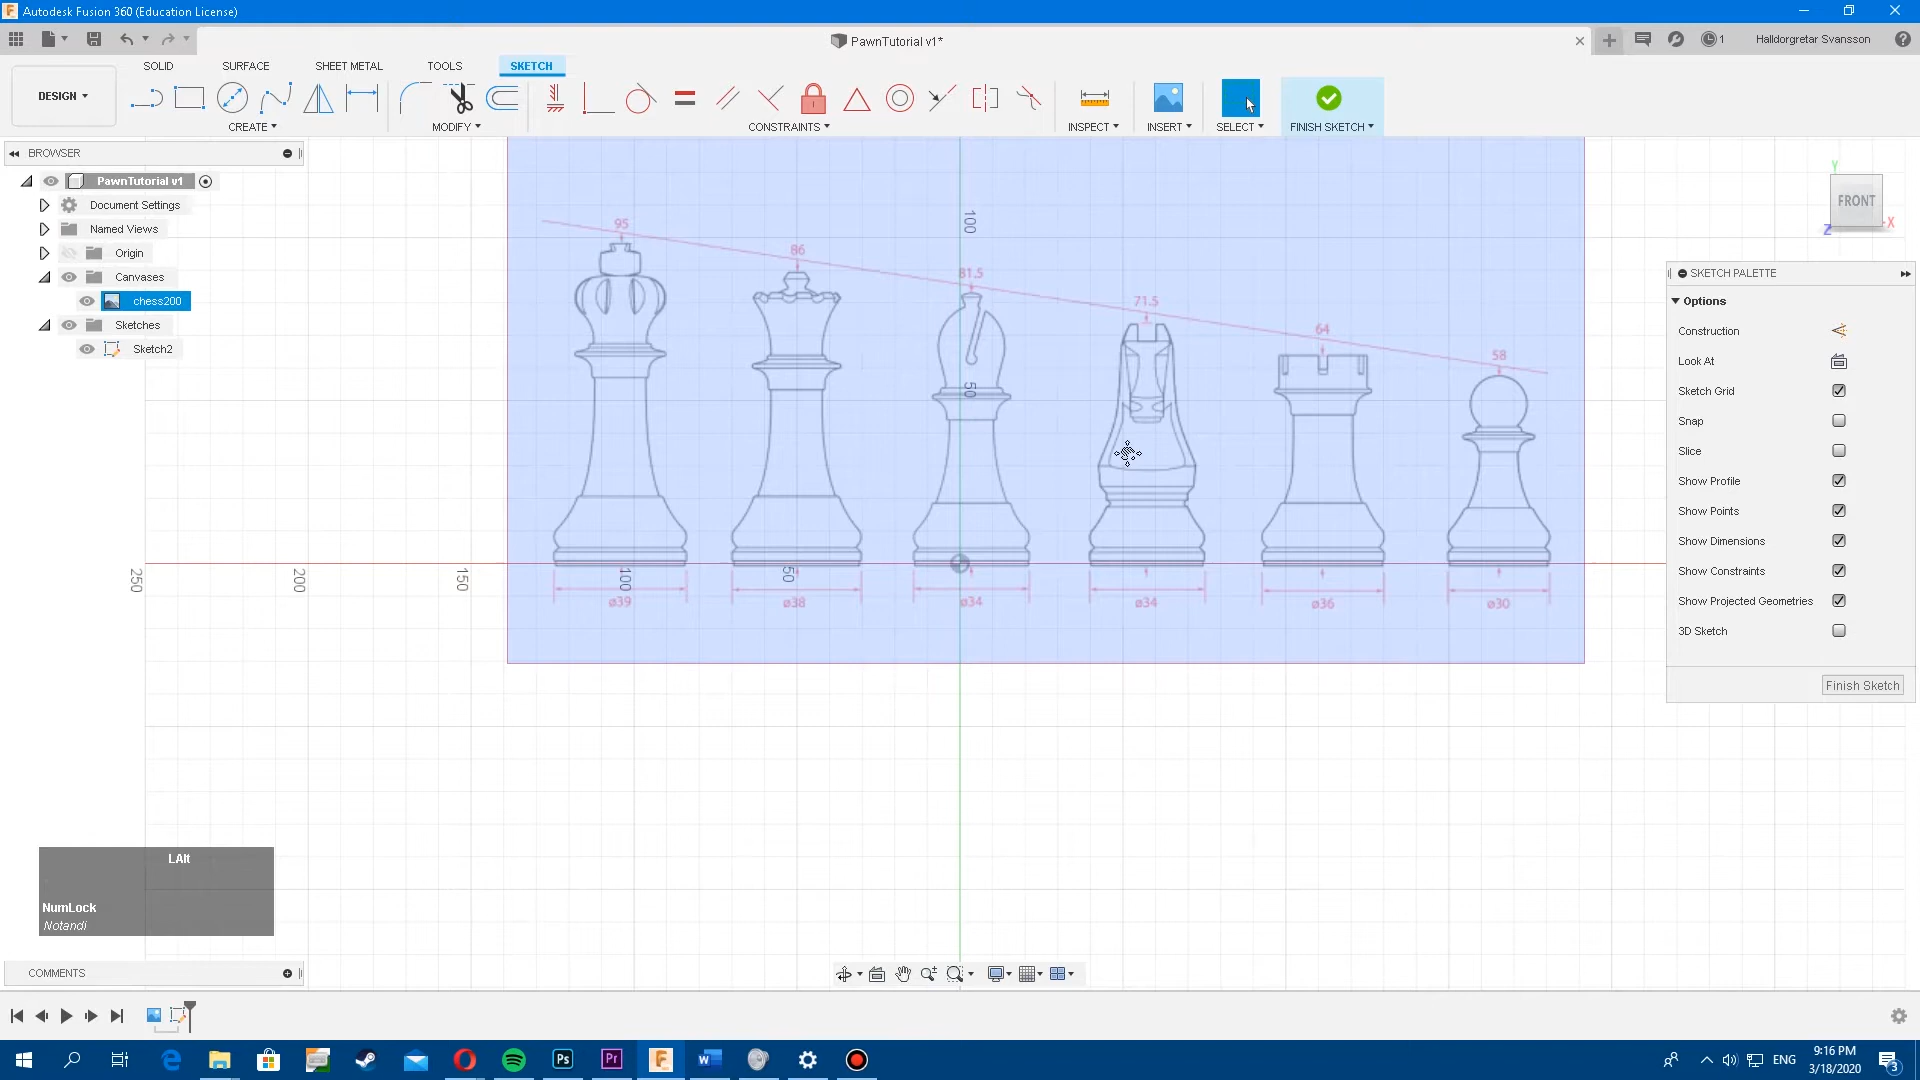 Autodesk Fusion 360 (Education License)
PawnTutorial v1*
1
Halldorgretar Svansson
SOLID
SURFACE
SHEET METAL
TOOLS
SKETCH
DESIGN
CREATE
MODIFY
CONSTRAINTS
INSPECT
INSERT
SELECT
FINISH SKETCH
BROWSER
PawnTutorial v1
Document Settings
Named Views
Origin
Canvases
chess200
Sketches
Sketch2
95
86
81.5
71.5
64
58
100
50
250
200
150
100
50
ø39
ø38
ø34
ø34
ø36
ø30
Y
FRONT
X
Z
SKETCH PALETTE
Options
Construction
Look At
Sketch Grid
Snap
Slice
Show Profile
Show Points
Show Dimensions
Show Constraints
Show Projected Geometries
3D Sketch
Finish Sketch
LAlt
NumLock
Notandi
COMMENTS
Ps
Pr
F
W
ENG
9:16 PM
3/18/2020
3